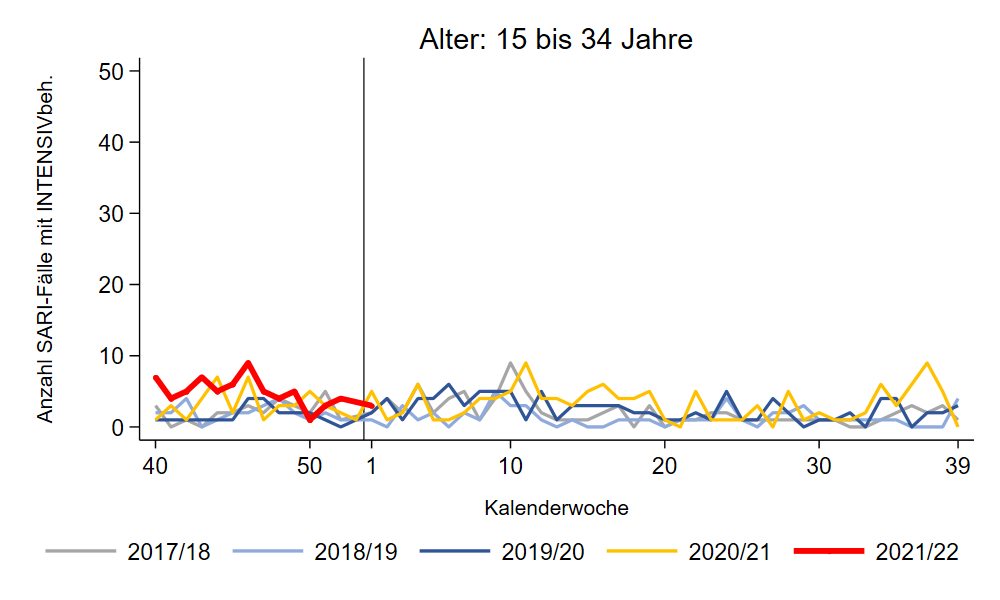 Alter: 15 bis 34 Jahre
Anzahl SARI-Fälle mit INTENSIVbeh.
50
40
30
20
10
0
40 50 1 10 20 30 39
Kalenderwoche
2017/18 2018/19 2019/20 2020/21 2021/22